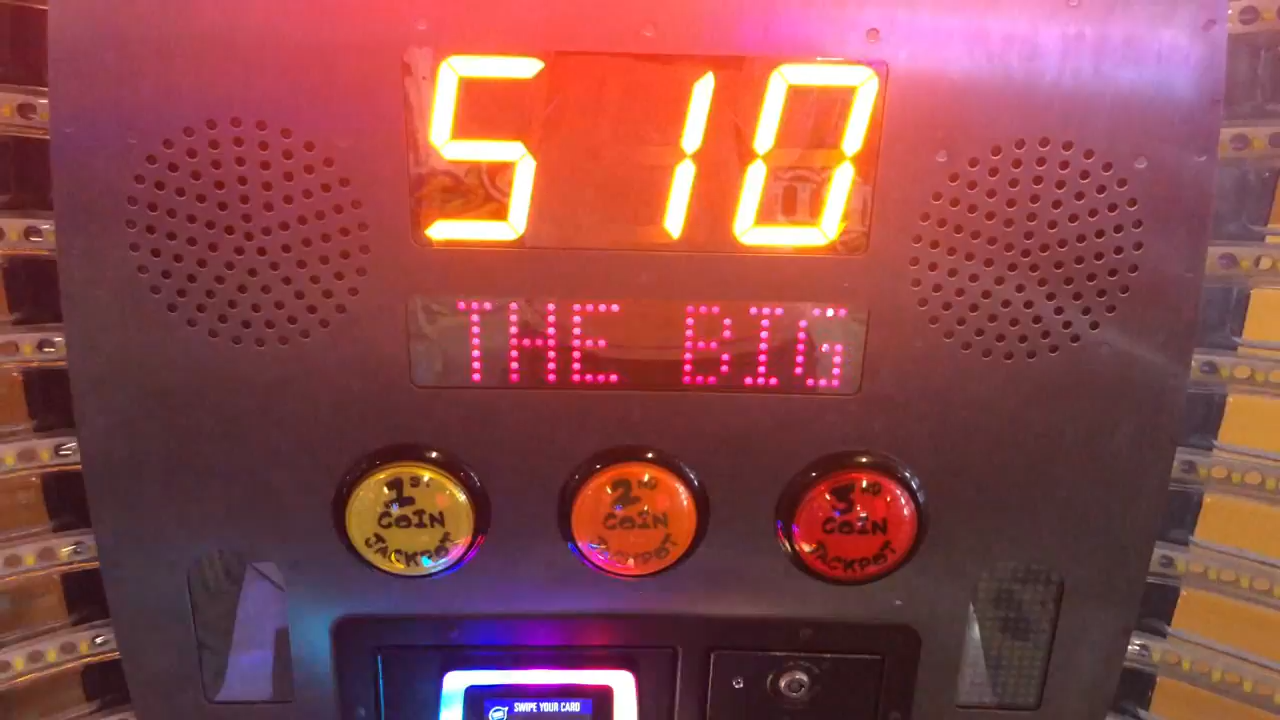 510
THE BIG
1ST COIN JACKPOT
2ND COIN JACKPOT
3RD COIN JACKPOT
SWIPE YOUR CARD